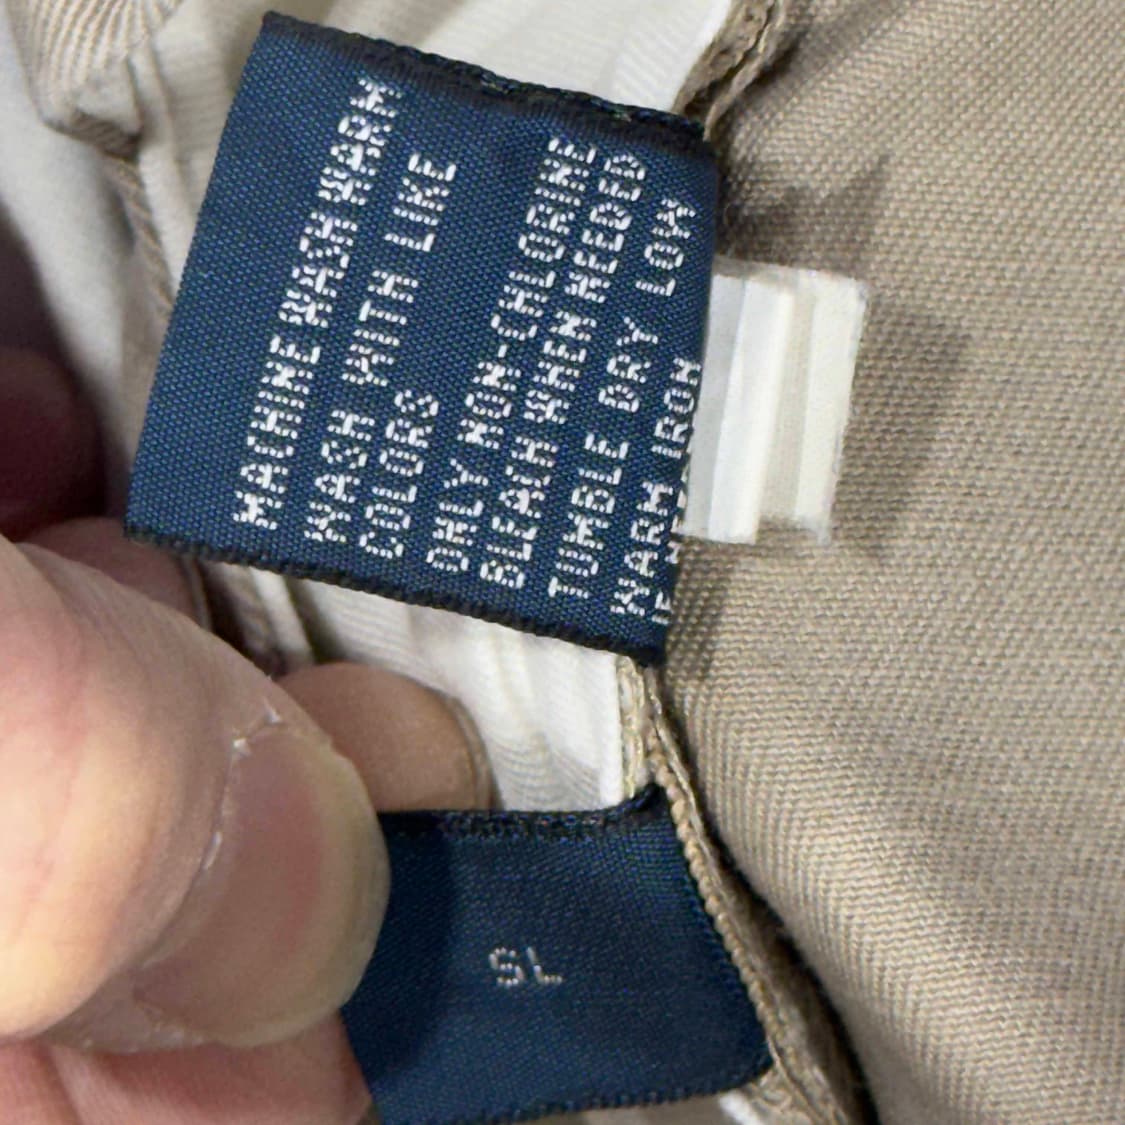 MACHINE WASH WARM
WASH WITH LIKE
COLORS
ONLY NON-CHLORINE
BLEACH WHEN NEEDED
TUMBLE DRY LOW
WARM IRON
SL